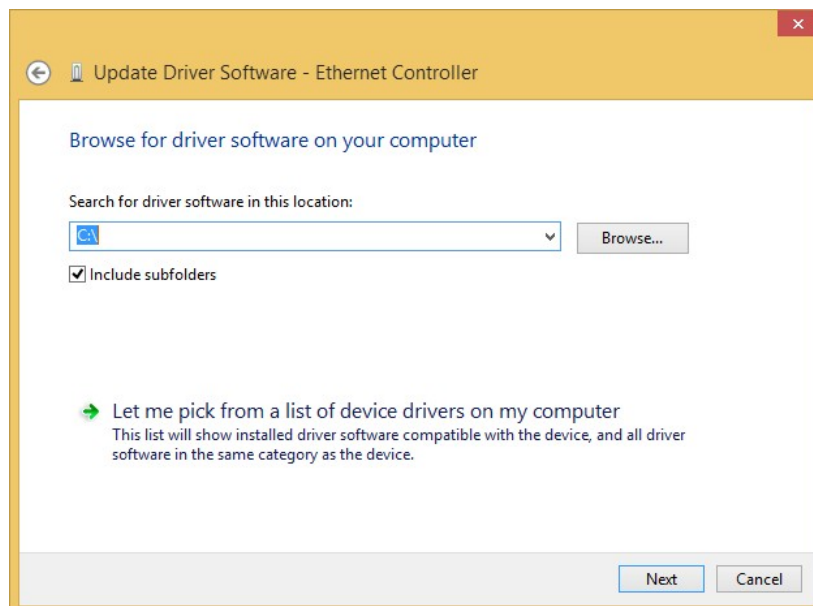 Update Driver Software - Ethernet Controller
Browse for driver software on your computer
Search for driver software in this location:
C:\
Browse...
Include subfolders
Let me pick from a list of device drivers on my computer
This list will show installed driver software compatible with the device, and all driver
software in the same category as the device.
Next
Cancel